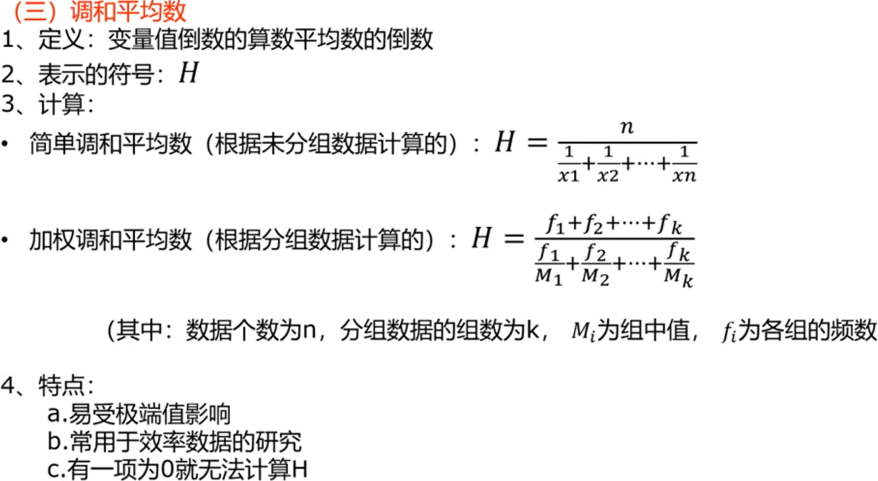 （三）调和平均数
1、定义：变量值倒数的算数平均数的倒数
2、表示的符号：H
3、计算：
• 简单调和平均数（根据未分组数据计算的）：H = \frac{n}{\frac{1}{x1}+\frac{1}{x2}+⋯+\frac{1}{xn}}
• 加权调和平均数（根据分组数据计算的）：H = \frac{f_1+f_2+⋯+f_k}{\frac{f_1}{M_1}+\frac{f_2}{M_2}+⋯+\frac{f_k}{M_k}}
（其中：数据个数为n，分组数据的组数为k， M_i为组中值， f_i为各组的频数
4、特点：
a.易受极端值影响
b.常用于效率数据的研究
c.有一项为0就无法计算H